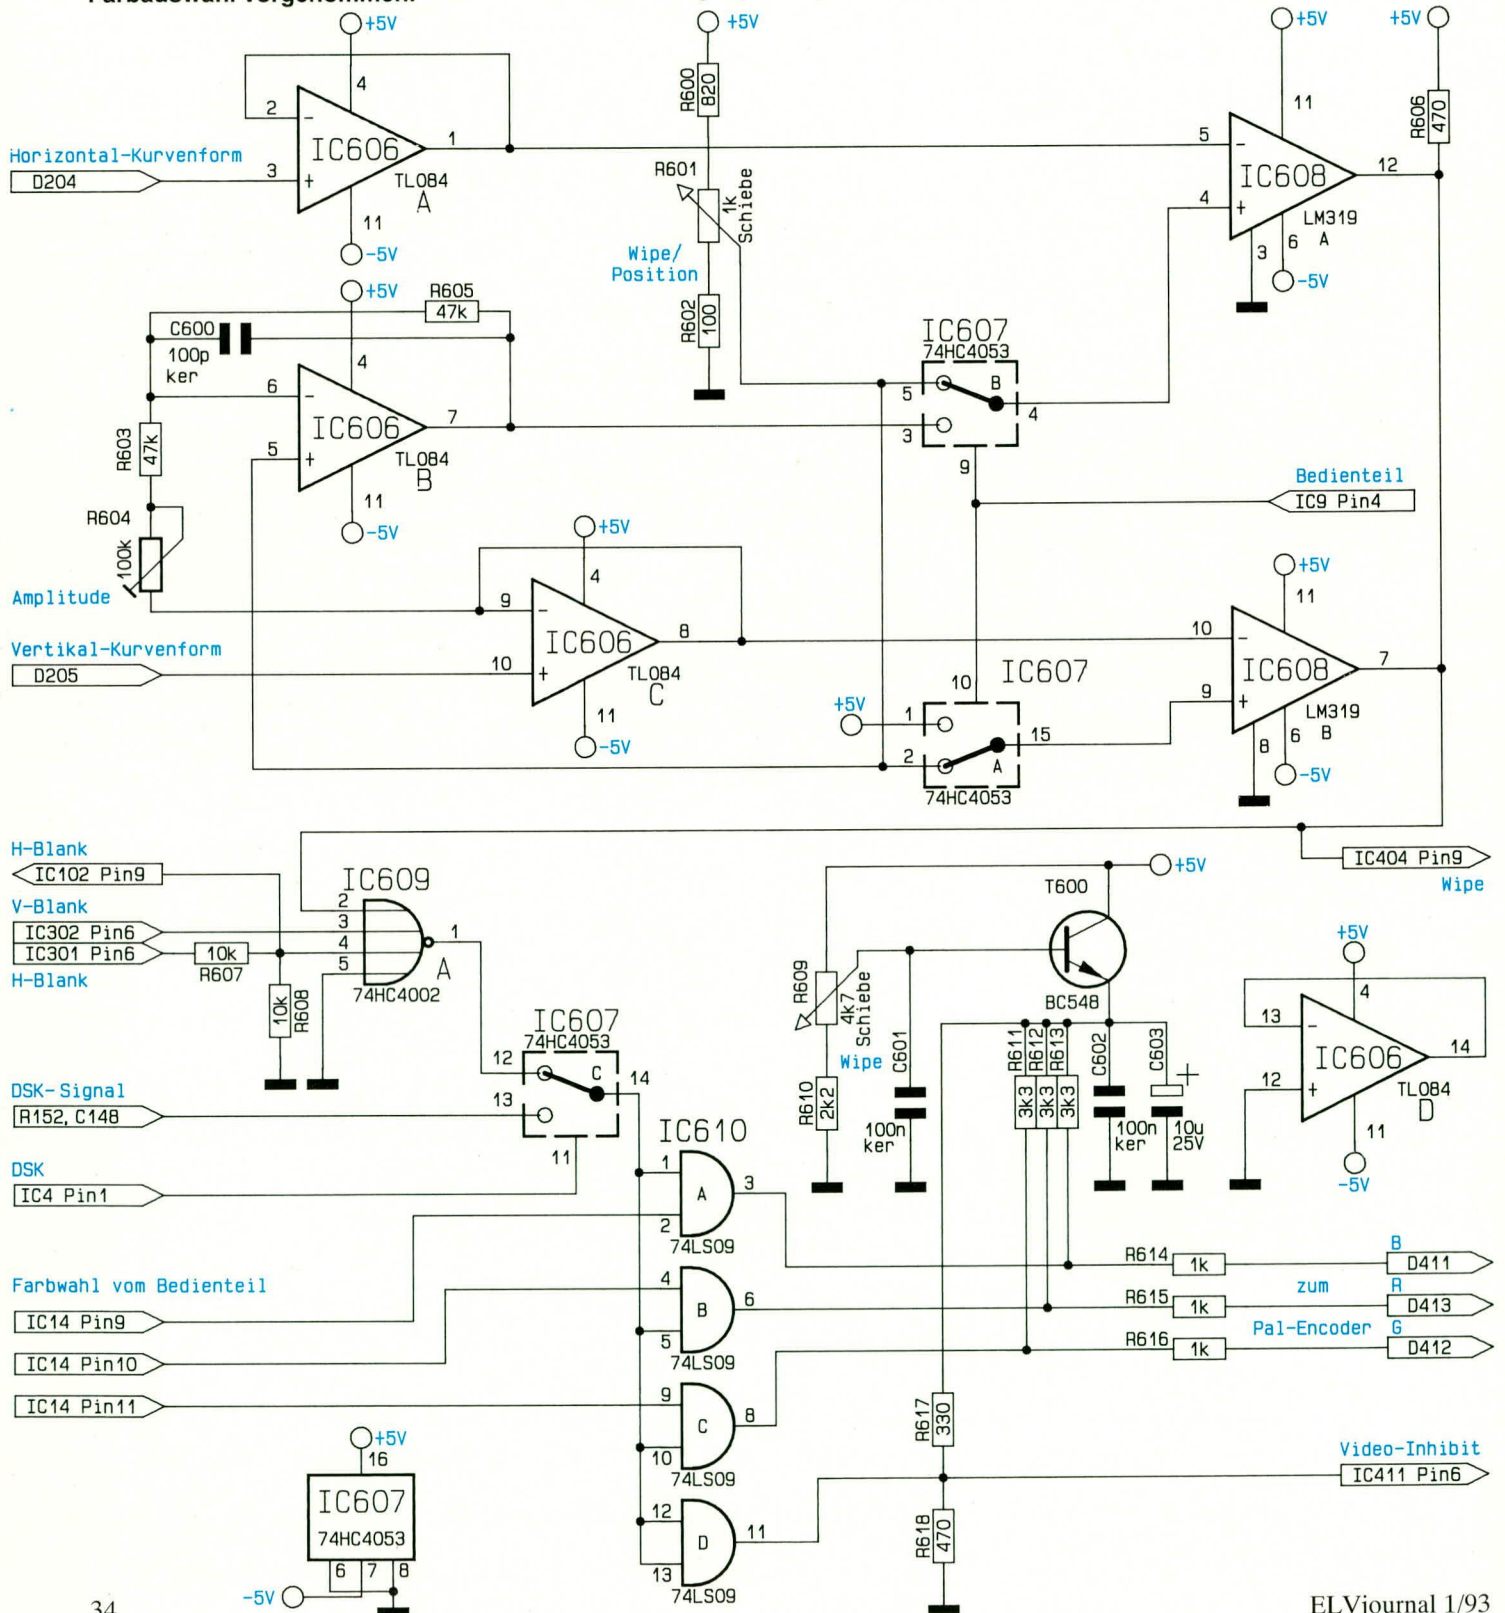 +5V
+5V
+5V
+5V
4
R600
820
11
R606
470
2
IC606
1
5
IC608
12
Horizontal-Kurvenform
D204
3
TL084
A
R601
1k
Schiebe
4
LM319
A
11
-5V
Wipe/
Position
3
6
-5V
+5V
R605
47k
C600
100p
ker
R602
100
4
IC607
74HC4053
6
IC606
7
5
B
4
R603
47k
5
TL084
B
3
9
11
-5V
Bedienteil
IC9 Pin4
R604
100k
+5V
+5V
4
11
Amplitude
9
IC606
8
10
IC608
7
Vertikal-Kurvenform
D205
10
TL084
C
10
IC607
9
LM319
B
11
-5V
+5V
1
15
8
6
-5V
2
A
74HC4053
H-Blank
IC102 Pin9
V-Blank
IC302 Pin6
IC301 Pin6
H-Blank
10k
R607
10k
R608
IC609
2
3
4
5
1
A
74HC4002
+5V
T600
BC548
IC404 Pin9
Wipe
R609
4k7
Schiebe
Wipe
R610
2k2
C601
100n
ker
R611
R612
R613
3k3
3k3
3k3
C602
100n
ker
C603
+
10u
25V
+5V
4
13
IC606
14
12
TL084
D
11
-5V
IC607
74HC4053
12
C
14
13
11
DSK-Signal
R152, C148
DSK
IC4 Pin1
IC610
1
A
3
2
74LS09
Farbwahl vom Bedienteil
IC14 Pin9
IC14 Pin10
IC14 Pin11
4
B
6
5
74LS09
9
C
8
10
74LS09
12
D
11
13
74LS09
R614
1k
B
D411
R615
1k
zum
R
D413
R616
1k
Pal-Encoder
G
D412
R617
330
R618
470
Video-Inhibit
IC411 Pin6
+5V
16
IC607
74HC4053
6
7
8
-5V
34
ELVjournal 1/93